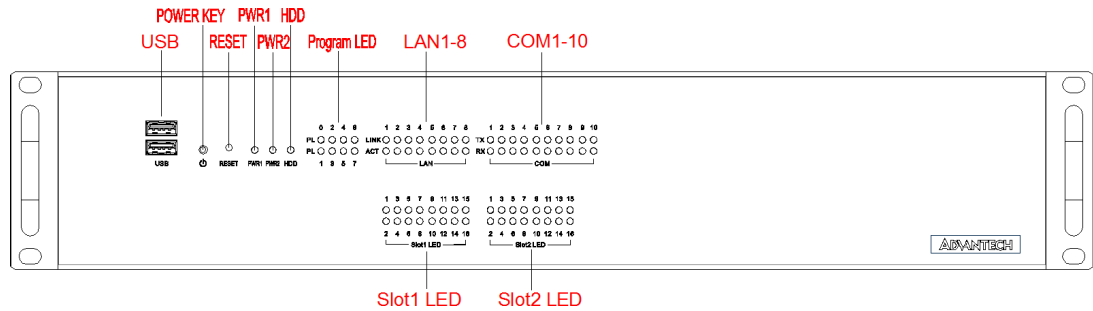 POWER KEY PWR1 HDD
USB RESET PWR2 Program LED LAN1-8 COM1-10
0 2 4 6 1 2 3 4 5 6 7 8 1 2 3 4 5 6 7 8 9 10
PL LINK TX
PL ACT RX
USB RESET PWR1 PWR2 HDD 1 3 5 7 LAN COM
1 3 5 7 9 11 13 15 1 3 5 7 9 11 13 15
2 4 6 8 10 12 14 16 2 4 6 8 10 12 14 16
Slot1 LED Slot2 LED
ADVANTECH
Slot1 LED Slot2 LED